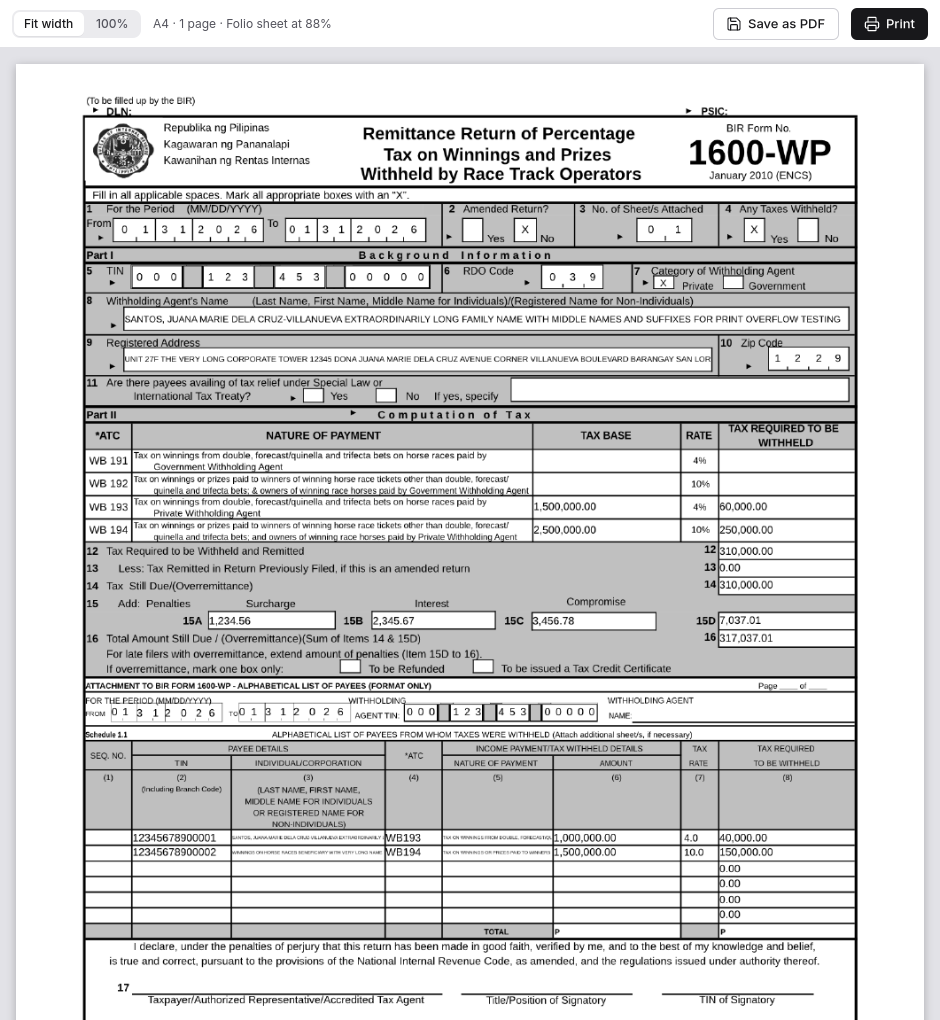 Fit width 100% A4 · 1 page · Folio sheet at 88% Save as PDF Print
(To be filled up by the BIR)
DLN: PSIC:
Republika ng Pilipinas
Kagawaran ng Pananalapi
Kawanihan ng Rentas Internas
Remittance Return of Percentage
Tax on Winnings and Prizes
Withheld by Race Track Operators
BIR Form No.
1600-WP
January 2010 (ENCS)
Fill in all applicable spaces. Mark all appropriate boxes with an "X".
1 For the Period (MM/DD/YYYY) 2 Amended Return? 3 No. of Sheet/s Attached 4 Any Taxes Withheld?
From 0 1 3 1 2 0 2 6 To 0 1 3 1 2 0 2 6 Yes X No 0 1 X Yes No
Part I Background Information
5 TIN 0 0 0 1 2 3 4 5 3 0 0 0 0 0 6 RDO Code 0 3 9 7 Category of Withholding Agent
X Private Government
8 Withholding Agent's Name (Last Name, First Name, Middle Name for Individuals)/(Registered Name for Non-Individuals)
SANTOS, JUANA MARIE DELA CRUZ-VILLANUEVA EXTRAORDINARILY LONG FAMILY NAME WITH MIDDLE NAMES AND SUFFIXES FOR PRINT OVERFLOW TESTING
9 Registered Address 10 Zip Code
UNIT 27F THE VERY LONG CORPORATE TOWER 12345 DONA JUANA MARIE DELA CRUZ AVENUE CORNER VILLANUEVA BOULEVARD BARANGAY SAN LOR 1 2 2 9
11 Are there payees availing of tax relief under Special Law or
International Tax Treaty? Yes No If yes, specify
Part II Computation of Tax
*ATC NATURE OF PAYMENT TAX BASE RATE TAX REQUIRED TO BE WITHHELD
WB 191 Tax on winnings from double, forecast/quinella and trifecta bets on horse races paid by
Government Withholding Agent 4%
WB 192 Tax on winnings or prizes paid to winners of winning horse race tickets other than double, forecast/
quinella and trifecta bets; & owners of winning race horses paid by Government Withholding Agent 10%
WB 193 Tax on winnings from double, forecast/quinella and trifecta bets on horse races paid by
Private Withholding Agent 1,500,000.00 4% 60,000.00
WB 194 Tax on winnings or prizes paid to winners of winning horse race tickets other than double, forecast/
quinella and trifecta bets; and owners of winning race horses paid by Private Withholding Agent 2,500,000.00 10% 250,000.00
12 Tax Required to be Withheld and Remitted 12 310,000.00
13 Less: Tax Remitted in Return Previously Filed, if this is an amended return 13 0.00
14 Tax Still Due/(Overremittance) 14 310,000.00
15 Add: Penalties Surcharge Interest Compromise
15A 1,234.56 15B 2,345.67 15C 3,456.78 15D 7,037.01
16 Total Amount Still Due / (Overremittance)(Sum of Items 14 & 15D) 16 317,037.01
For late filers with overremittance, extend amount of penalties (Item 15D to 16).
If overremittance, mark one box only: To be Refunded To be issued a Tax Credit Certificate
ATTACHMENT TO BIR FORM 1600-WP - ALPHABETICAL LIST OF PAYEES (FORMAT ONLY) Page ____ of ____
FOR THE PERIOD (MM/DD/YYYY) WITHHOLDING WITHHOLDING AGENT
FROM 0 1 3 1 2 0 2 6 TO 0 1 3 1 2 0 2 6 AGENT TIN: 0 0 0 1 2 3 4 5 3 0 0 0 0 0 NAME:
Schedule 1.1 ALPHABETICAL LIST OF PAYEES FROM WHOM TAXES WERE WITHHELD (Attach additional sheet/s, if necessary)
SEQ. NO. PAYEE DETAILS *ATC INCOME PAYMENT/TAX WITHHELD DETAILS TAX RATE TAX REQUIRED TO BE WITHHELD
TIN INDIVIDUAL/CORPORATION NATURE OF PAYMENT AMOUNT
(1) (2) (3) (4) (5) (6) (7) (8)
(Including Branch Code) (LAST NAME, FIRST NAME,
MIDDLE NAME FOR INDIVIDUALS
OR REGISTERED NAME FOR
NON-INDIVIDUALS)
12345678900001 SANTOS, JUANA MARIE DELA CRUZ VILLANUEVA EXTRAORDINARILY WB193 TAX ON WINNINGS FROM DOUBLE, FORECAST/ 1,000,000.00 4.0 40,000.00
12345678900002 WINNINGS ON HORSE RACES BENEFICIARY WITH VERY LONG NAME WB194 TAX ON WINNINGS OR PRIZES PAID TO WINNERS 1,500,000.00 10.0 150,000.00
0.00
0.00
0.00
0.00
TOTAL P P
I declare, under the penalties of perjury that this return has been made in good faith, verified by me, and to the best of my knowledge and belief,
is true and correct, pursuant to the provisions of the National Internal Revenue Code, as amended, and the regulations issued under authority thereof.
17
Taxpayer/Authorized Representative/Accredited Tax Agent Title/Position of Signatory TIN of Signatory